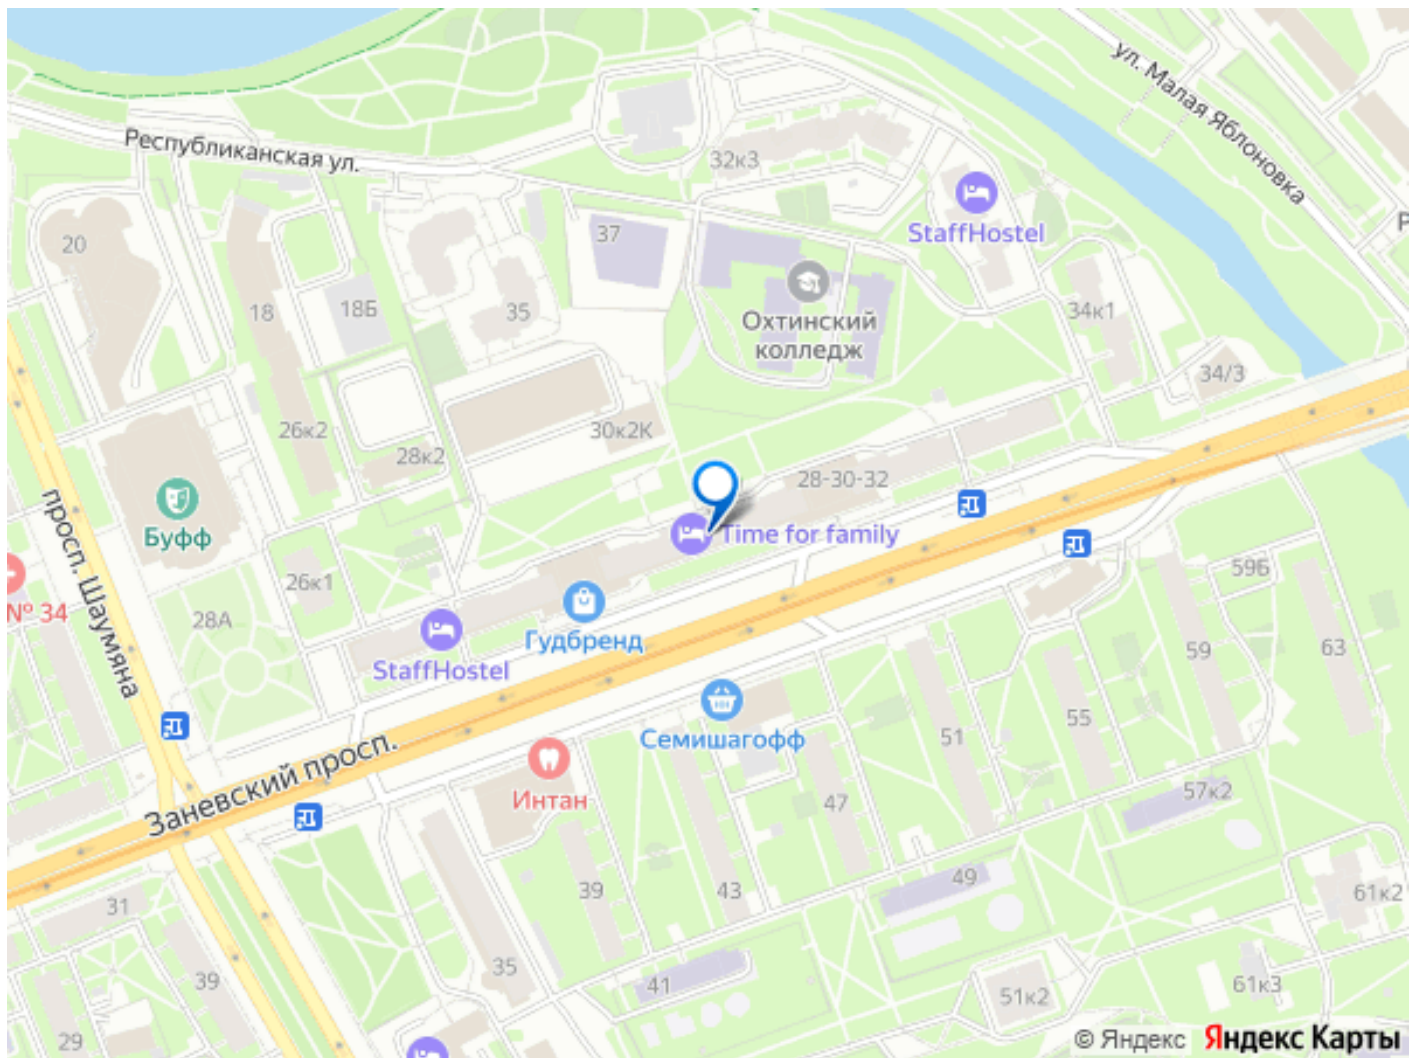 ул. Малая Яблоновка
Республиканская ул.
32к3
StaffHostel
Р
20
37
18
18Б
35
Охтинский
колледж
34к1
34/3
26к2
28к2
30к2К
28-30-32
Буфф
Time for family
просп. Шаумяна
26к1
28А
№ 34
Гудбренд
StaffHostel
59Б
59
63
Семишагофф
55
51
Заневский просп.
Интан
47
57к2
39
43
49
31
61к2
35
41
39
51к2
61к3
29
© Яндекс Яндекс Карты